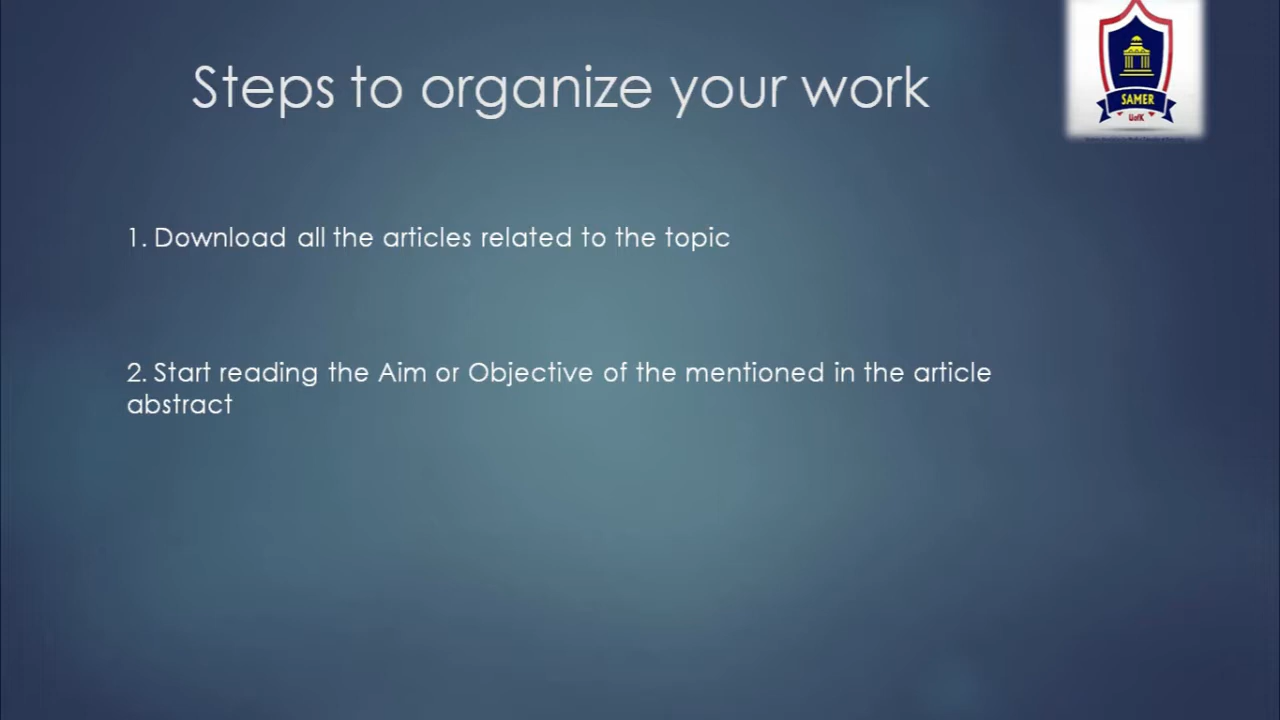 Steps to organize your work
SAMER
UofK
1. Download all the articles related to the topic
2. Start reading the Aim or Objective of the mentioned in the article
abstract